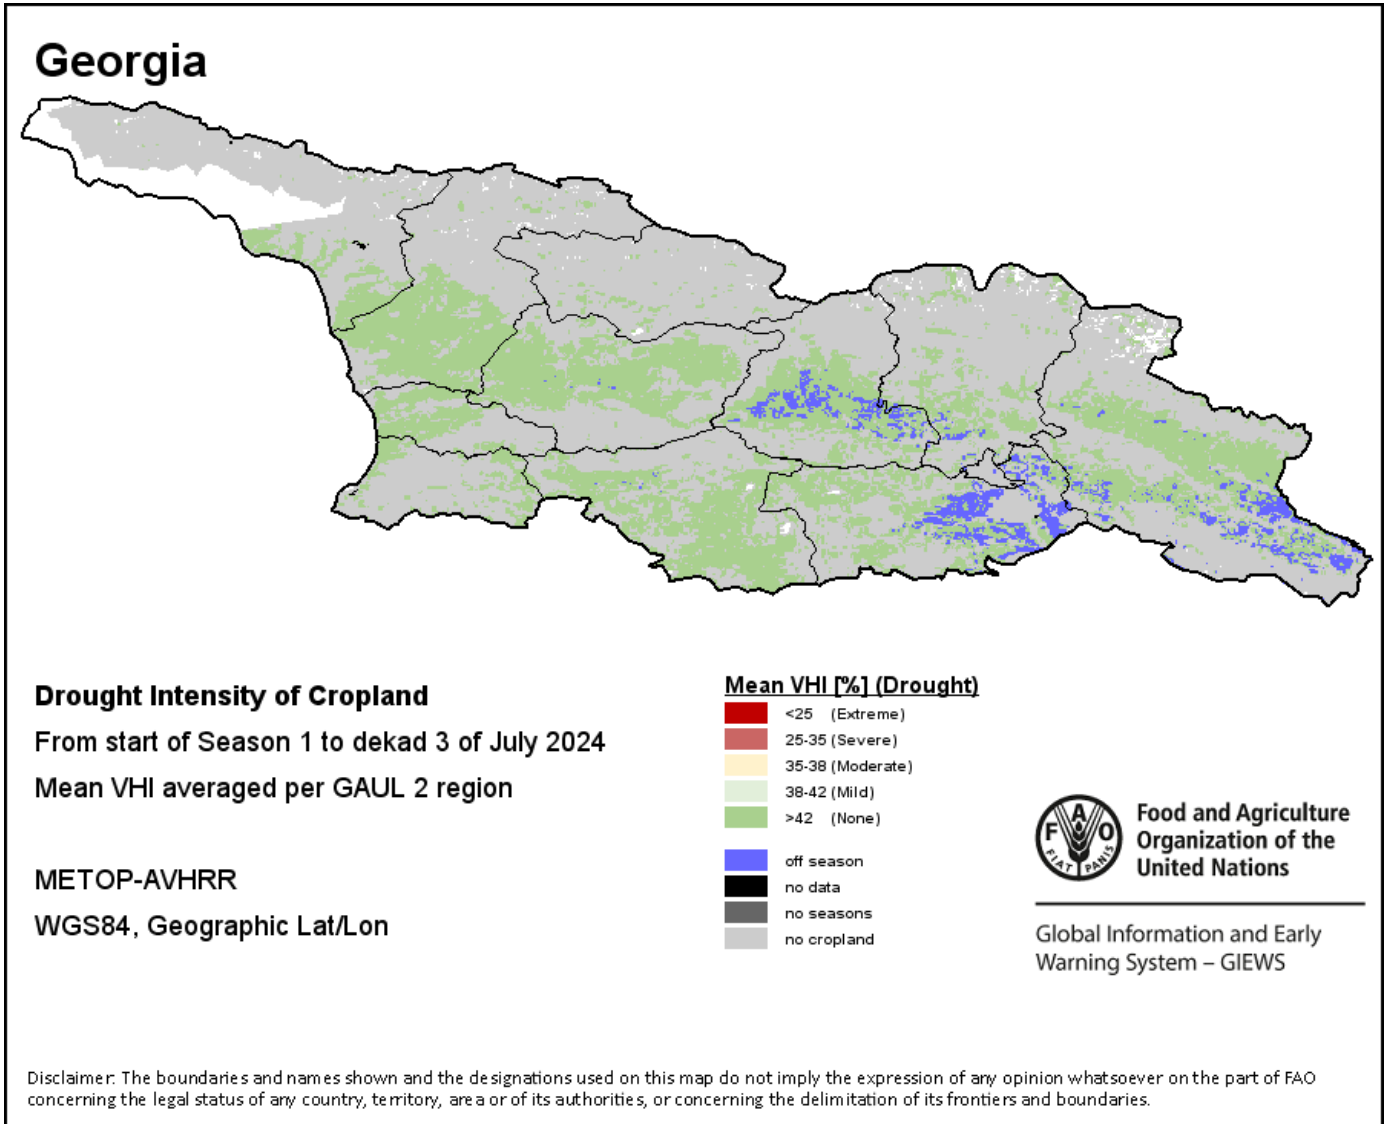 Georgia
Drought Intensity of Cropland
From start of Season 1 to dekad 3 of July 2024
Mean VHI averaged per GAUL 2 region
METOP-AVHRR
WGS84, Geographic Lat/Lon
Mean VHI [%] (Drought)
<25 (Extreme)
25-35 (Severe)
35-38 (Moderate)
38-42 (Mild)
>42 (None)
off season
no data
no seasons
no cropland
F A O
FIAT PANIS
Food and Agriculture
Organization of the
United Nations
Global Information and Early
Warning System – GIEWS
Disclaimer: The boundaries and names shown and the designations used on this map do not imply the expression of any opinion whatsoever on the part of FAO
concerning the legal status of any country, territory, area or of its authorities, or concerning the delimitation of its frontiers and boundaries.